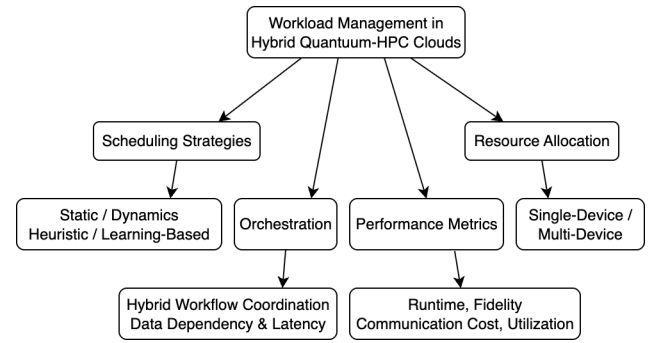 Workload Management in
Hybrid Quantuum-HPC Clouds
Scheduling Strategies
Resource Allocation
Static / Dynamics
Heuristic / Learning-Based
Orchestration
Performance Metrics
Single-Device /
Multi-Device
Hybrid Workflow Coordination
Data Dependency & Latency
Runtime, Fidelity
Communication Cost, Utilization